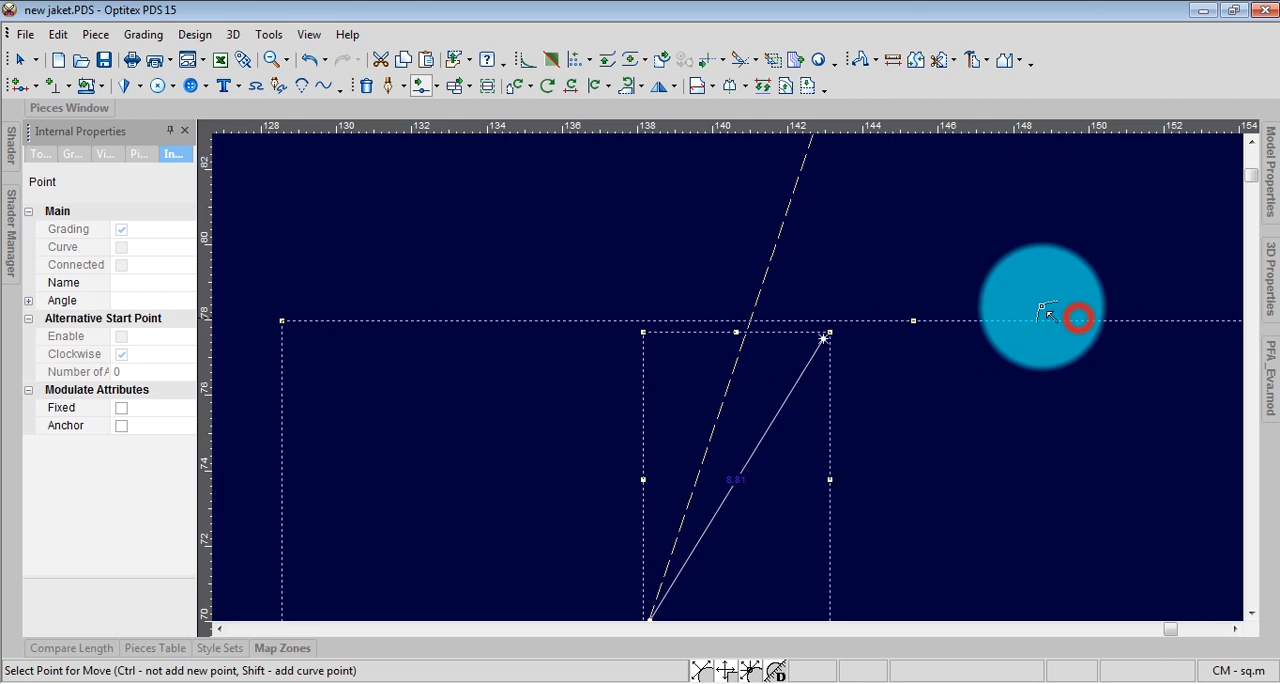 new jaket.PDS - Optitex PDS 15
File Edit Piece Grading Design 3D Tools View Help
Pieces Window
Shader
Shader Manager
Internal Properties
To... Gr... Vi... Pi... In...
Point
Main
Grading
Curve
Connected
Name
Angle
Alternative Start Point
Enable
Clockwise
Number of A 0
Modulate Attributes
Fixed
Anchor
128 130 132 134 136 138 140 142 144 146 148 150 152 154
82
80
78
76
74
72
70
8.81
Model Properties
3D Properties
PFA_Eva.mod
Compare Length Pieces Table Style Sets Map Zones
Select Point for Move (Ctrl - not add new point, Shift - add curve point)
CM - sq.m